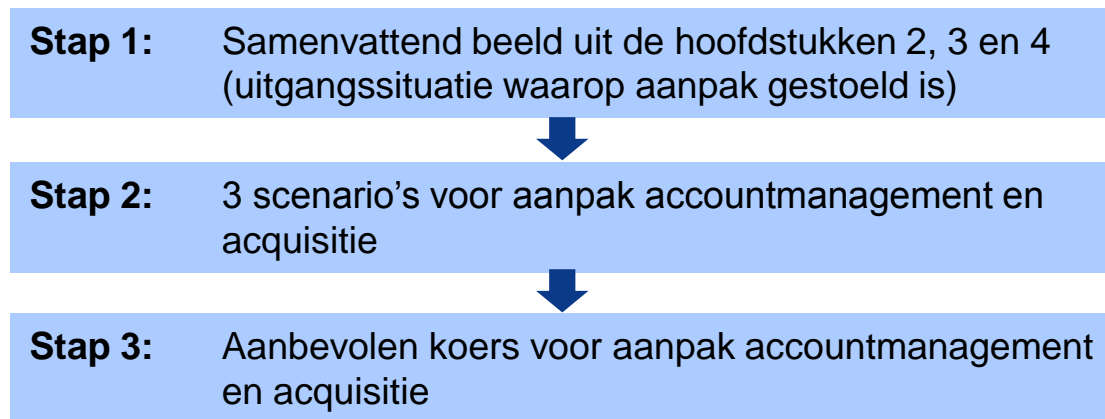 Stap 1: Samenvattend beeld uit de hoofdstukken 2, 3 en 4
(uitgangssituatie waarop aanpak gestoeld is)
Stap 2: 3 scenario’s voor aanpak accountmanagement en
acquisitie
Stap 3: Aanbevolen koers voor aanpak accountmanagement
en acquisitie